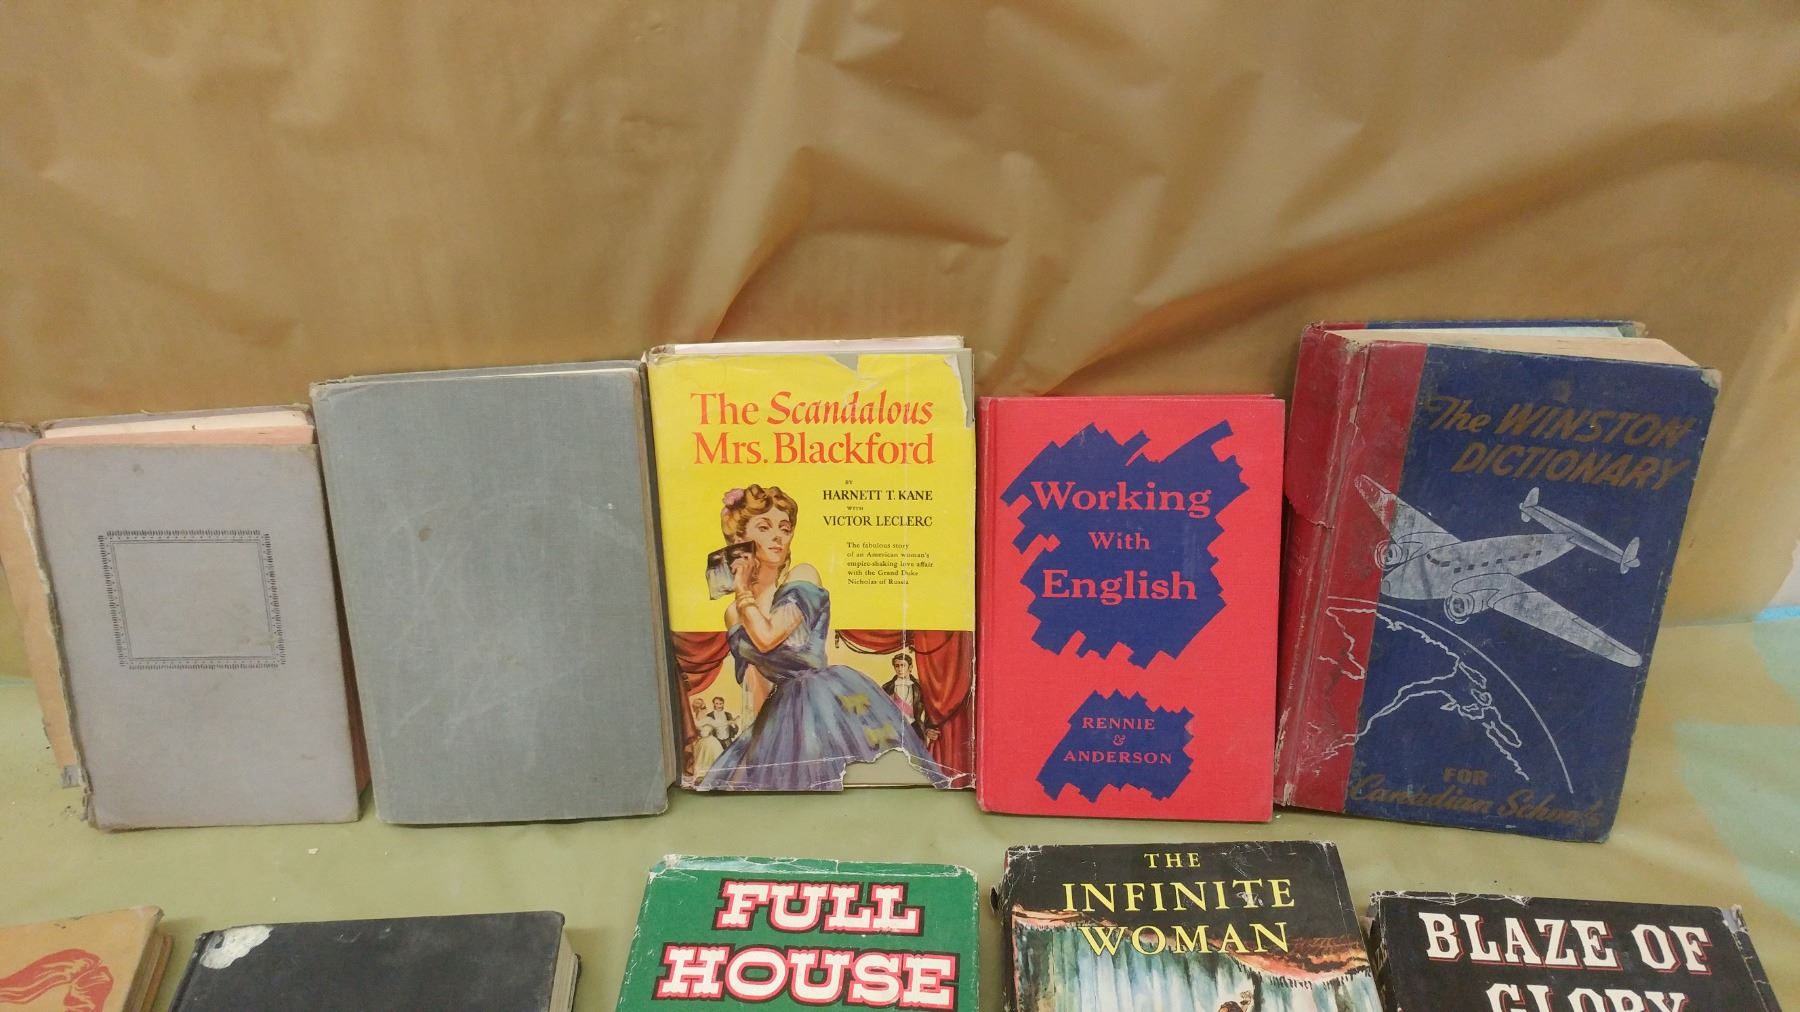 The Scandalous
Mrs. Blackford
BY
HARNETT T. KANE
WITH
VICTOR LECLERC
The fabulous story
of an American woman's
empire-shaking love affair
with the Grand Duke
Nicholas of Russia
Working
With
English
RENNIE
&
ANDERSON
The WINSTON
DICTIONARY
FOR
Canadian Schools
FULL
HOUSE
THE
INFINITE
WOMAN
BLAZE OF
GLORY